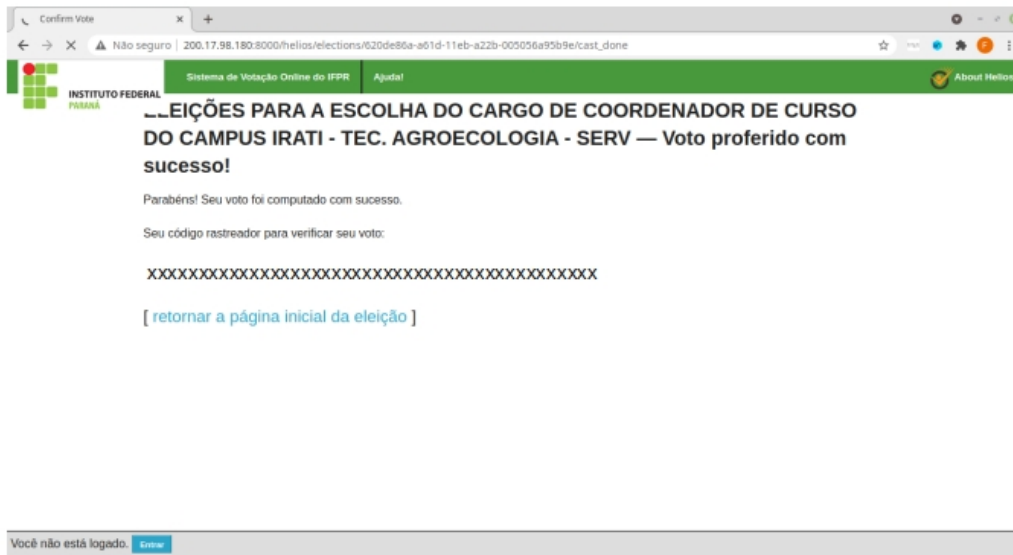 Confirm Vote
Não seguro | 200.17.98.180:8000/helios/elections/620de86a-a61d-11eb-a22b-005056a95b9e/cast_done
Sistema de Votação Online do IFPR Ajuda! About Helios
INSTITUTO FEDERAL
PARANÁ
ELEIÇÕES PARA A ESCOLHA DO CARGO DE COORDENADOR DE CURSO
DO CAMPUS IRATI - TEC. AGROECOLOGIA - SERV — Voto proferido com
sucesso!
Parabéns! Seu voto foi computado com sucesso.
Seu código rastreador para verificar seu voto:
XXXXXXXXXXXXXXXXXXXXXXXXXXXXXXXXXXXXXXXXXXX
[ retornar a página inicial da eleição ]
Você não está logado. Entrar